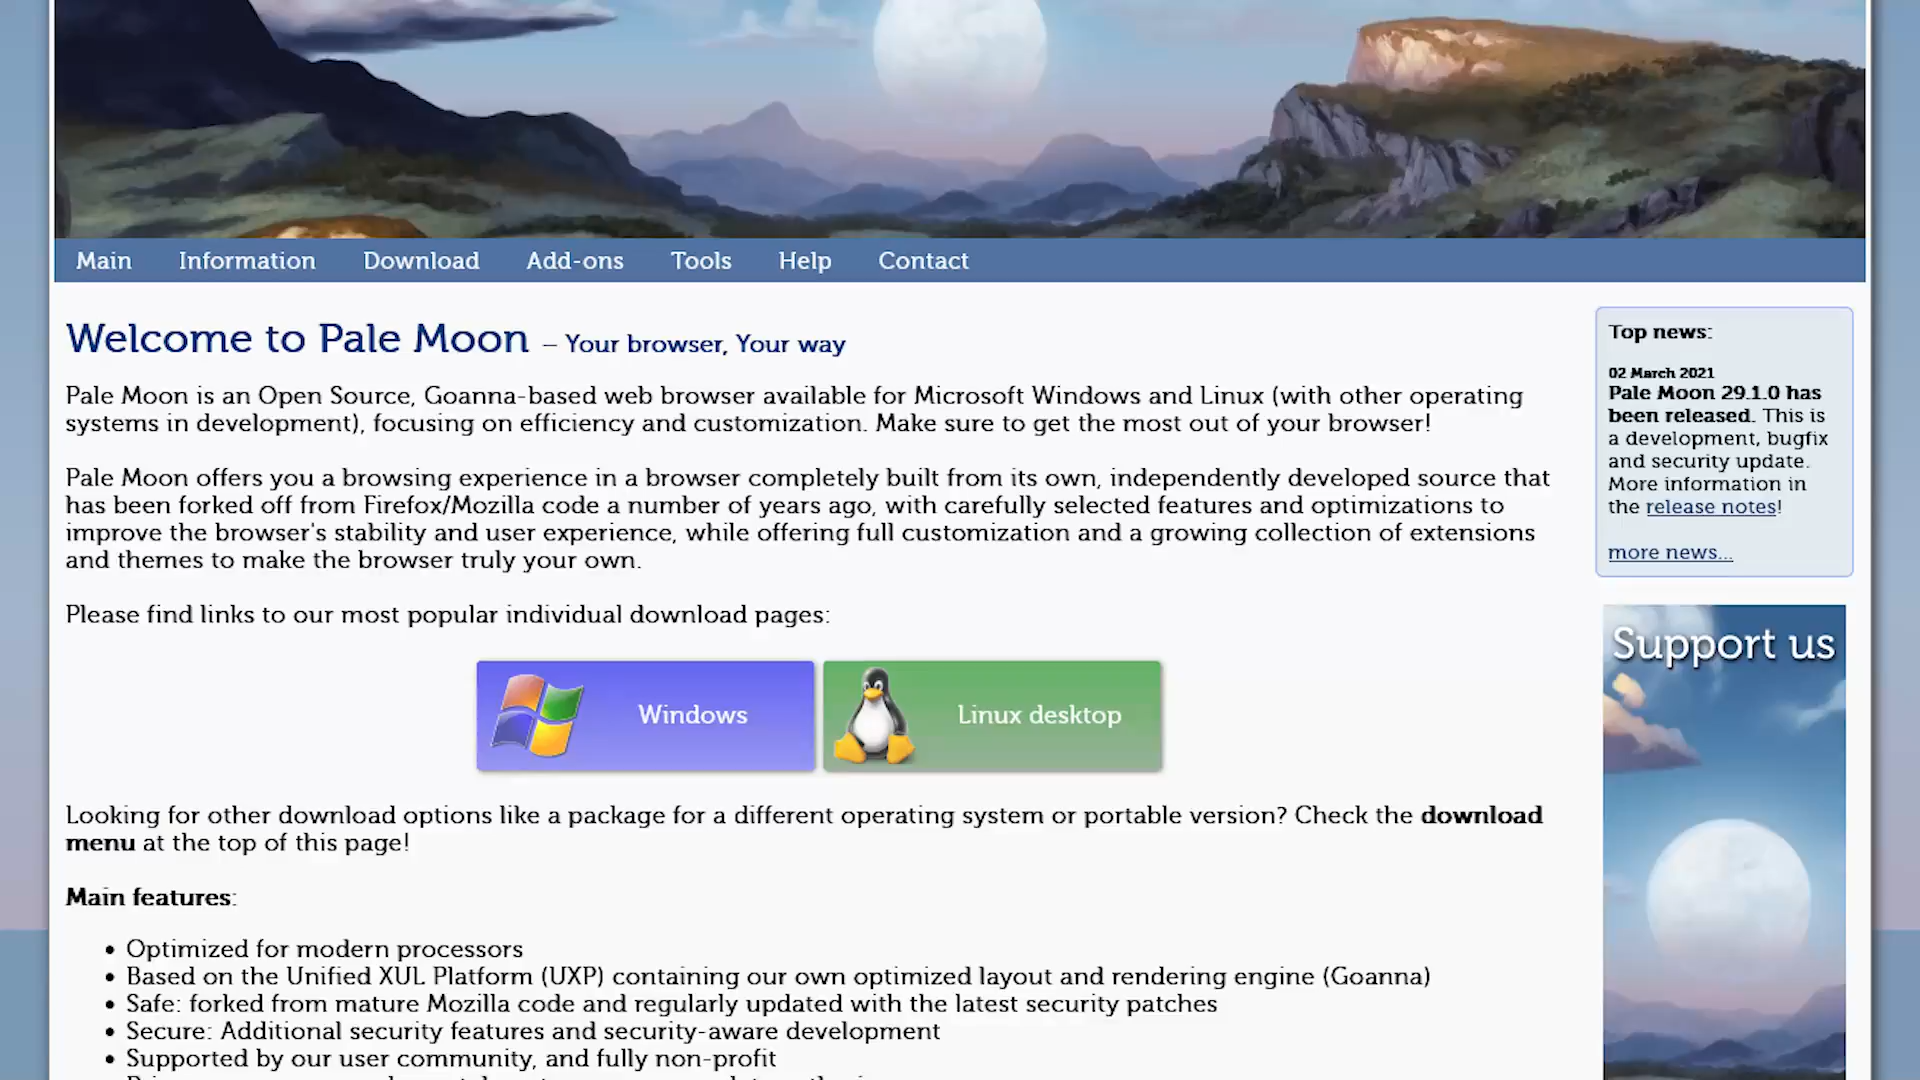 Main Information Download Add-ons Tools Help Contact
Welcome to Pale Moon – Your browser, Your way
Pale Moon is an Open Source, Goanna-based web browser available for Microsoft Windows and Linux (with other operating
systems in development), focusing on efficiency and customization. Make sure to get the most out of your browser!
Pale Moon offers you a browsing experience in a browser completely built from its own, independently developed source that
has been forked off from Firefox/Mozilla code a number of years ago, with carefully selected features and optimizations to
improve the browser's stability and user experience, while offering full customization and a growing collection of extensions
and themes to make the browser truly your own.
Please find links to our most popular individual download pages:
Windows
Linux desktop
Looking for other download options like a package for a different operating system or portable version? Check the download
menu at the top of this page!
Main features:
• Optimized for modern processors
• Based on the Unified XUL Platform (UXP) containing our own optimized layout and rendering engine (Goanna)
• Safe: forked from mature Mozilla code and regularly updated with the latest security patches
• Secure: Additional security features and security-aware development
• Supported by our user community, and fully non-profit
Top news:
02 March 2021
Pale Moon 29.1.0 has
been released. This is
a development, bugfix
and security update.
More information in
the release notes!
more news...
Support us